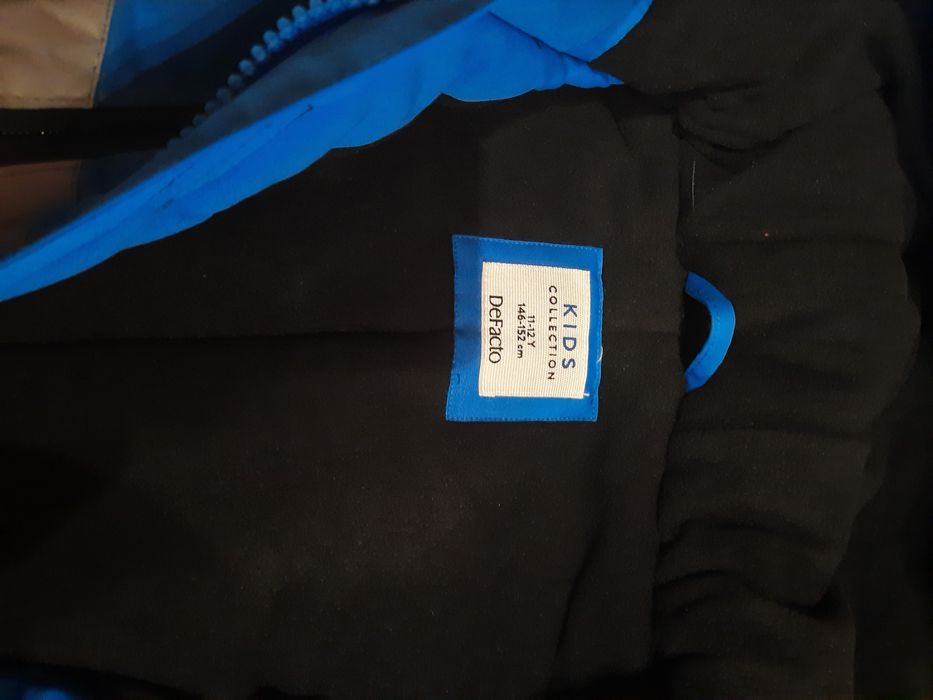 KIDS
COLLECTION
11-12 Y
146-152 cm
DeFacto